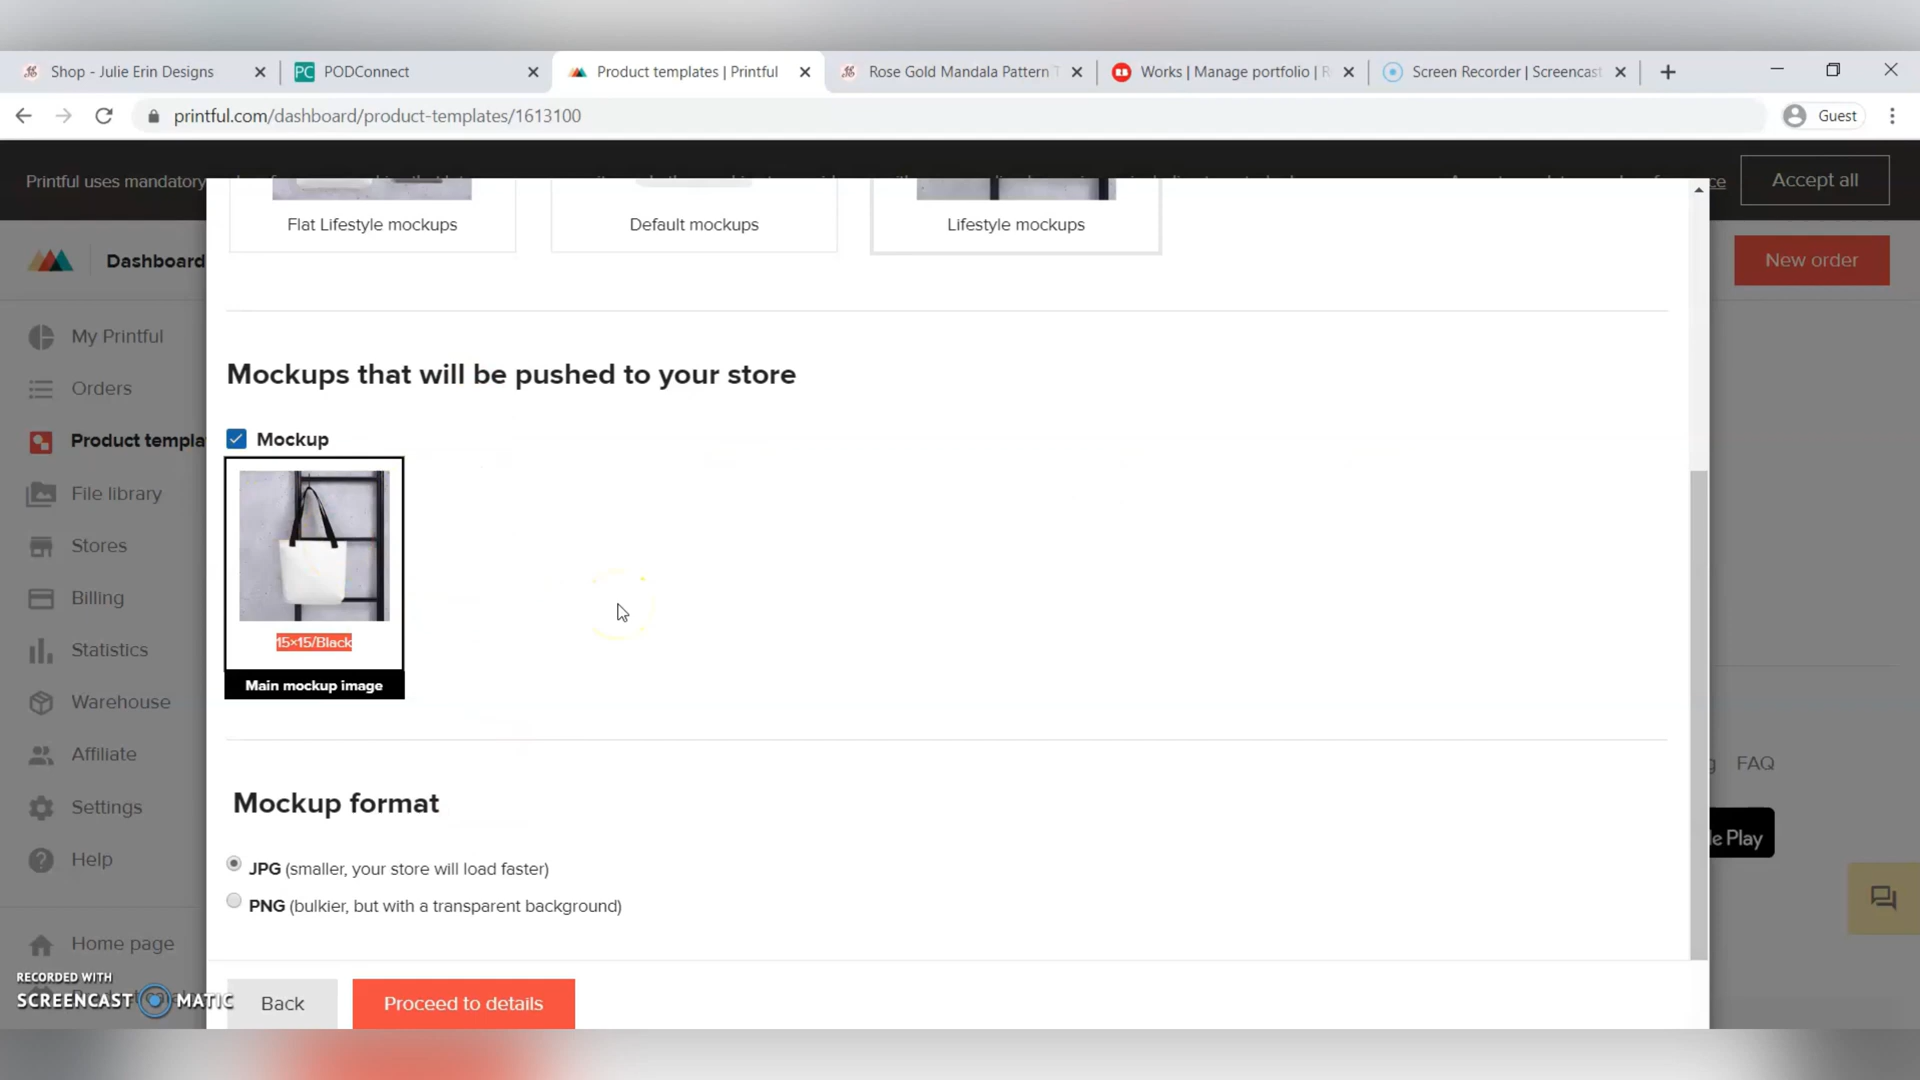 Shop - Julie Erin Designs
PODConnect
Product templates | Printful
Rose Gold Mandala Pattern
Works | Manage portfolio |
Screen Recorder | Screencast
printful.com/dashboard/product-templates/1613100
Guest
Printful uses mandatory
Accept all
Flat Lifestyle mockups
Default mockups
Lifestyle mockups
Dashboard
New order
My Printful
Mockups that will be pushed to your store
Orders
Product templa
Mockup
File library
Stores
Billing
15×15/Black
Statistics
Main mockup image
Warehouse
Affiliate
FAQ
Settings
Mockup format
le Play
Help
JPG (smaller, your store will load faster)
PNG (bulkier, but with a transparent background)
Home page
RECORDED WITH
SCREENCAST MATIC
Back
Proceed to details